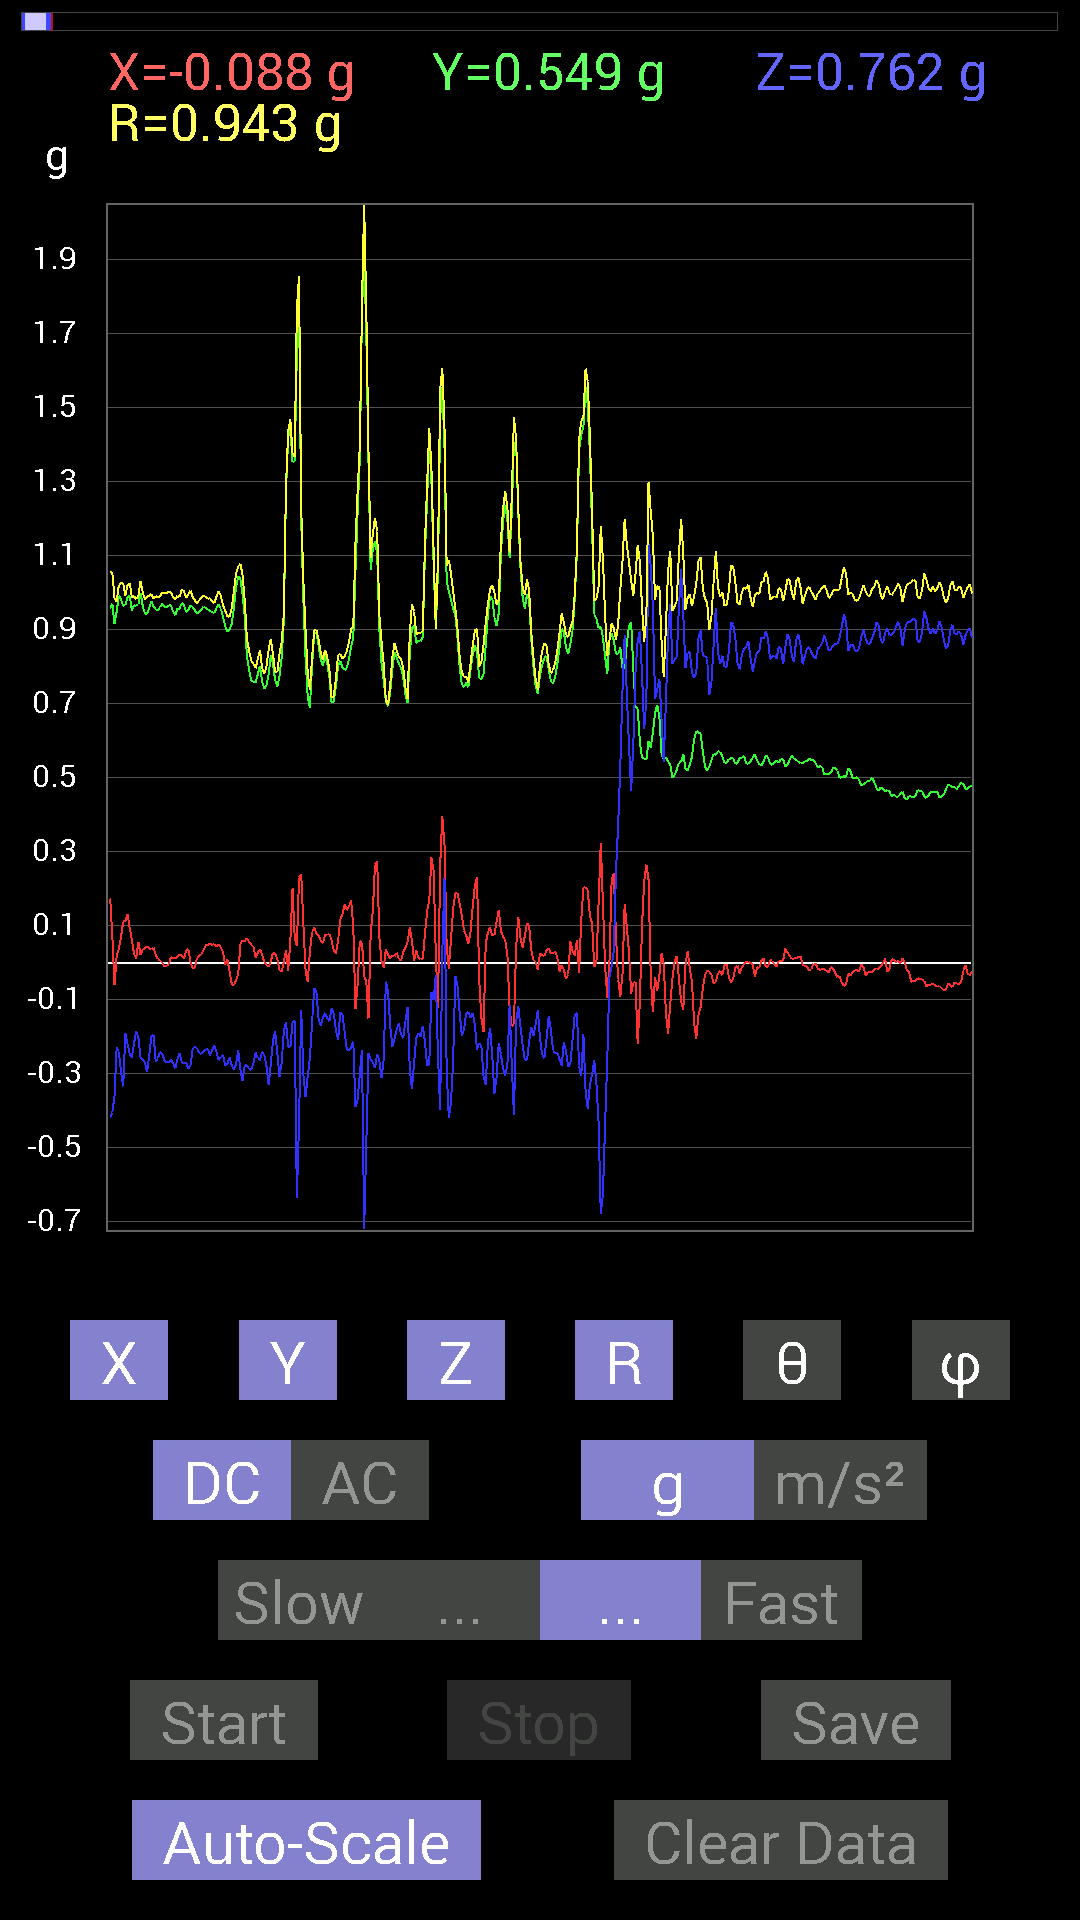 X=-0.088 g Y=0.549 g Z=0.762 g
R=0.943 g
g
1.9
1.7
1.5
1.3
1.1
0.9
0.7
0.5
0.3
0.1
-0.1
-0.3
-0.5
-0.7
X Y Z R θ φ
DC AC g m/s²
Slow ... ... Fast
Start Stop Save
Auto-Scale Clear Data